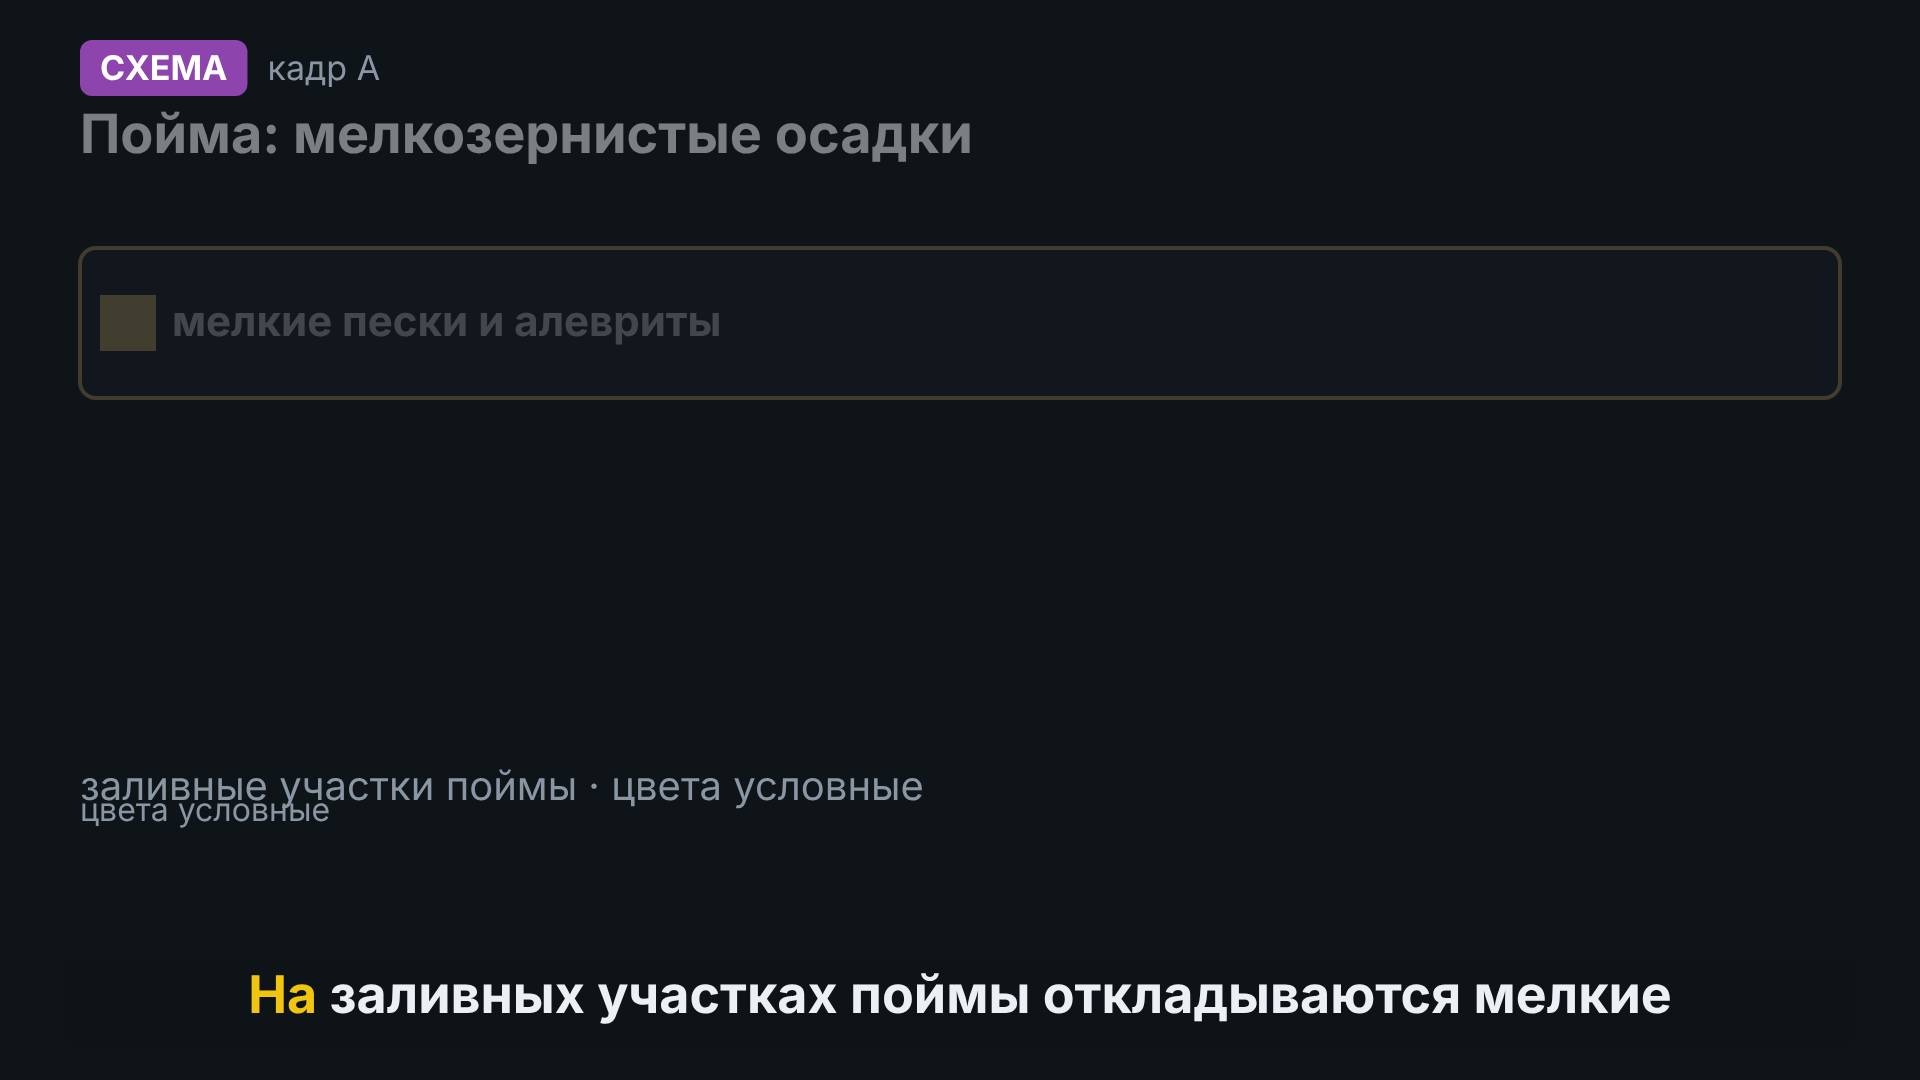 СХЕМА кадр А
Пойма: мелкозернистые осадки
мелкие пески и алевриты
заливные участки поймы · цвета условные
цвета условные
На заливных участках поймы откладываются мелкие